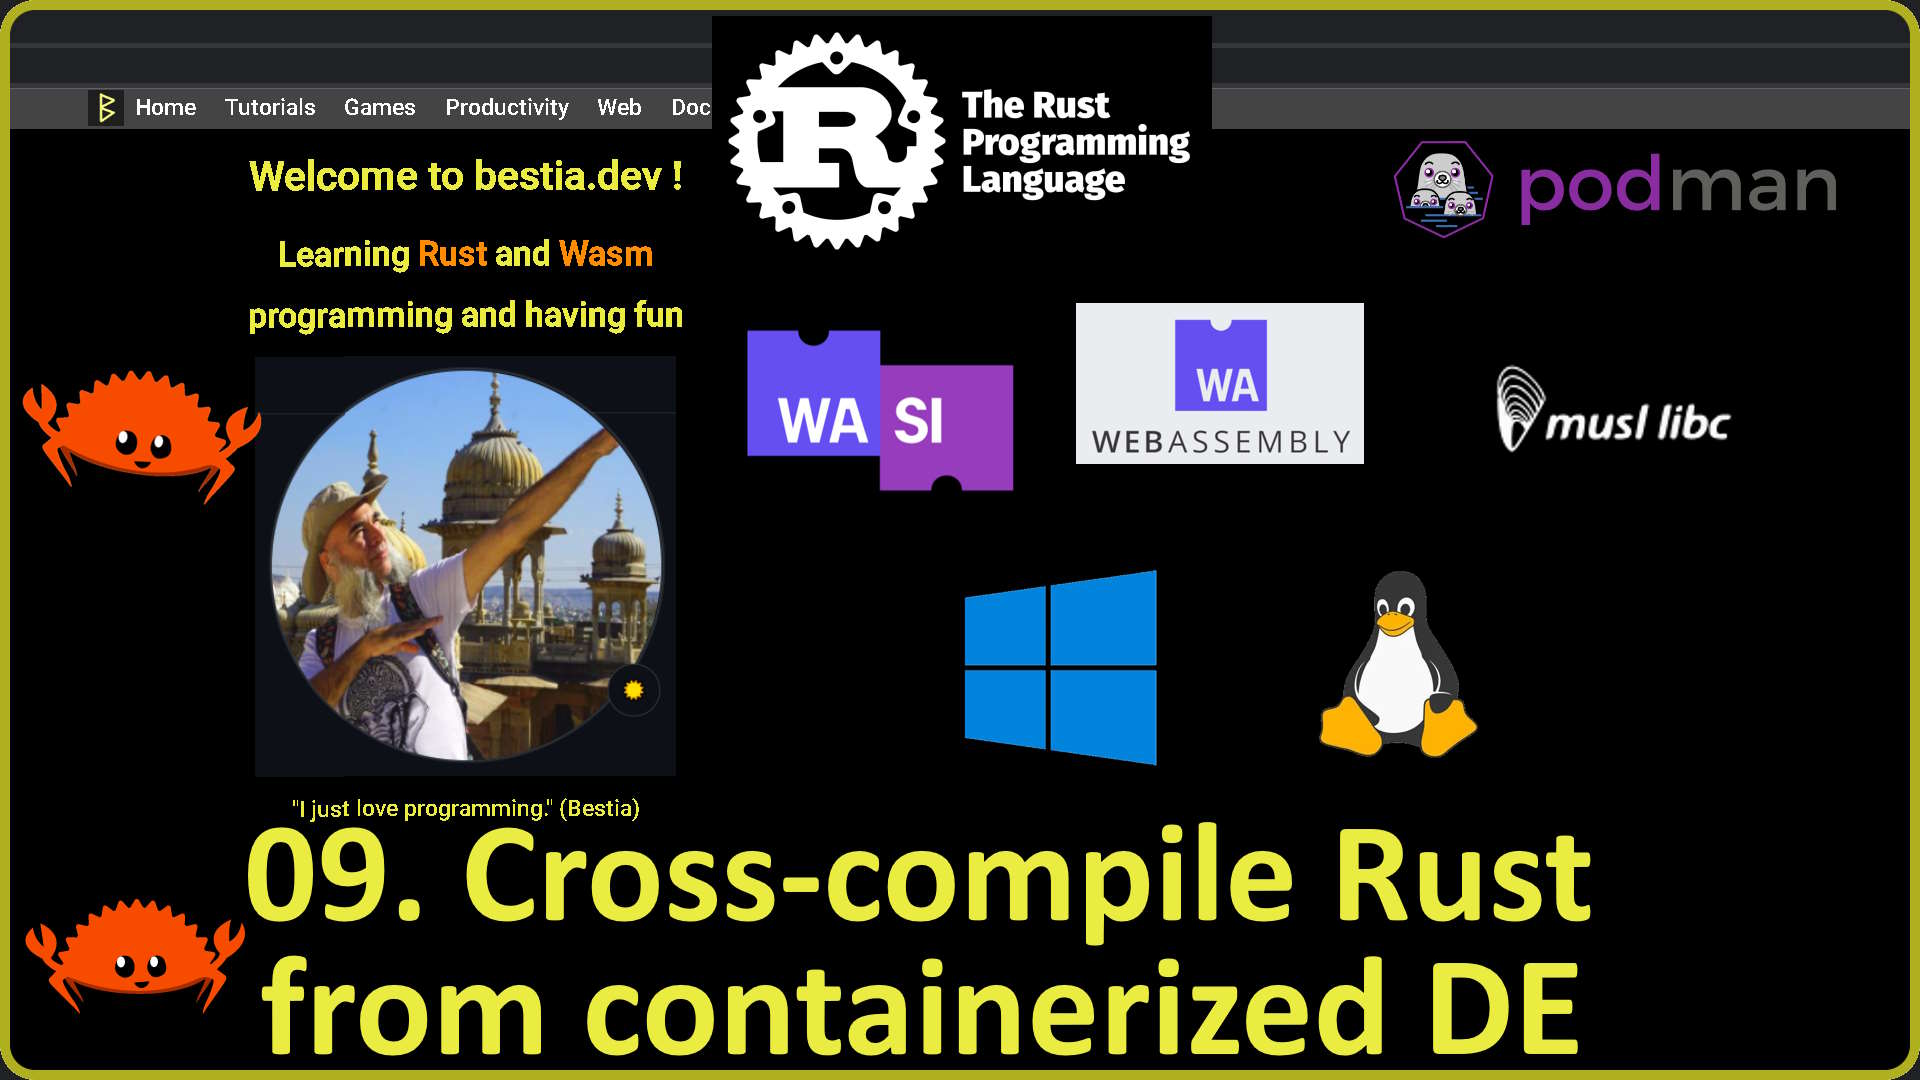 Home Tutorials Games Productivity Web Doc
The Rust
Programming
Language
podman
Welcome to bestia.dev !
Learning Rust and Wasm
programming and having fun
WA SI
WA
WEBASSEMBLY
musl libc
"I just love programming." (Bestia)
09. Cross-compile Rust
from containerized DE